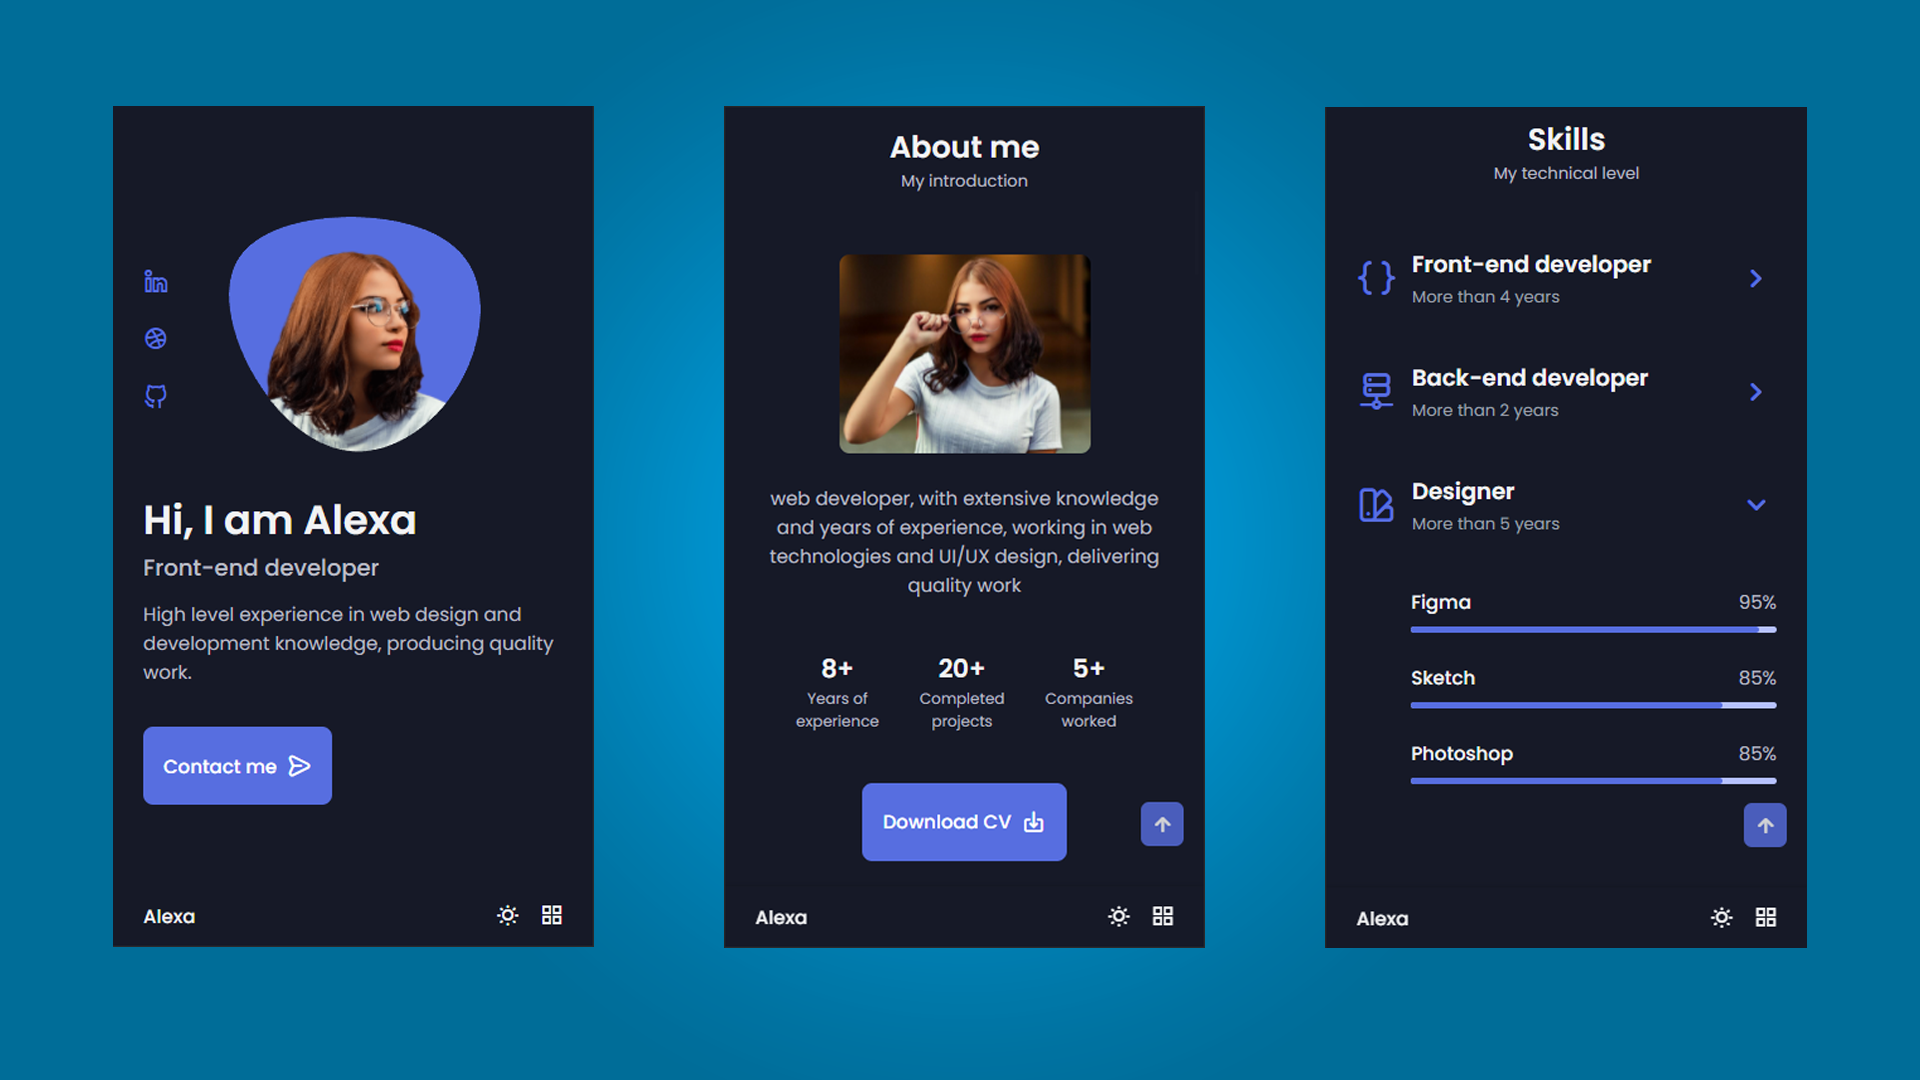 Hi, I am Alexa
Front-end developer
High level experience in web design and
development knowledge, producing quality
work.
Contact me
Alexa
About me
My introduction
web developer, with extensive knowledge
and years of experience, working in web
technologies and UI/UX design, delivering
quality work
8+ 20+ 5+
Years of Completed Companies
experience projects worked
Download CV
Alexa
Skills
My technical level
Front-end developer
More than 4 years
Back-end developer
More than 2 years
Designer
More than 5 years
Figma 95%
Sketch 85%
Photoshop 85%
Alexa